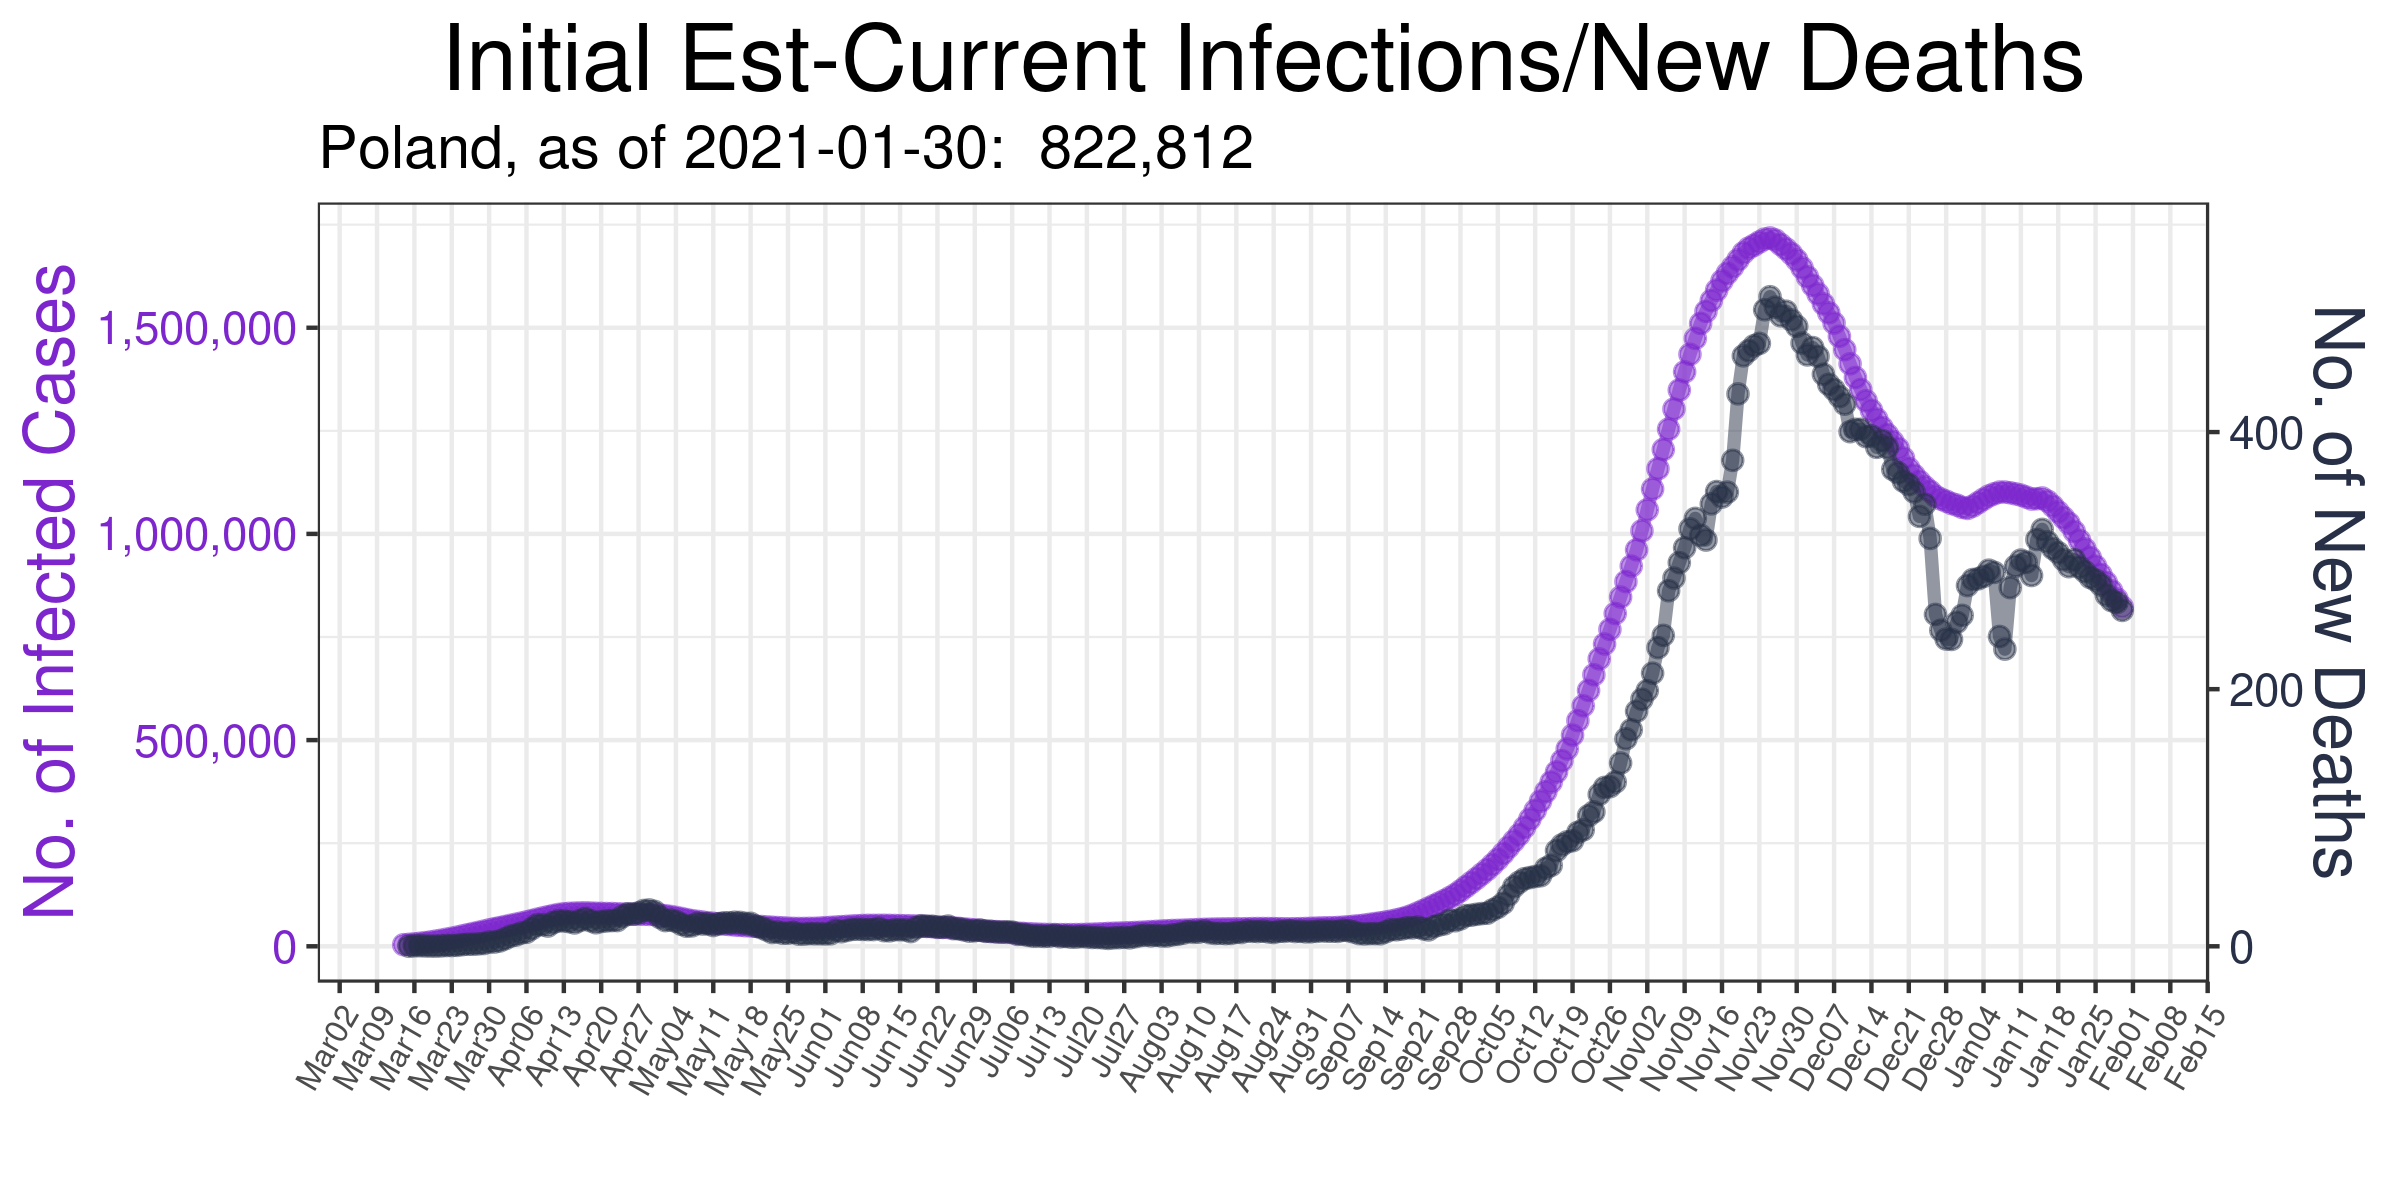 Initial Est-Current Infections/New Deaths
Poland, as of 2021-01-30:  822,812
No. of Infected Cases
1,500,000
1,000,000
500,000
0
400
200
0
No. of New Deaths
Mar02
Mar09
Mar16
Mar23
Mar30
Apr06
Apr13
Apr20
Apr27
May04
May11
May18
May25
Jun01
Jun08
Jun15
Jun22
Jun29
Jul06
Jul13
Jul20
Jul27
Aug03
Aug10
Aug17
Aug24
Aug31
Sep07
Sep14
Sep21
Sep28
Oct05
Oct12
Oct19
Oct26
Nov02
Nov09
Nov16
Nov23
Nov30
Dec07
Dec14
Dec21
Dec28
Jan04
Jan11
Jan18
Jan25
Feb01
Feb08
Feb15